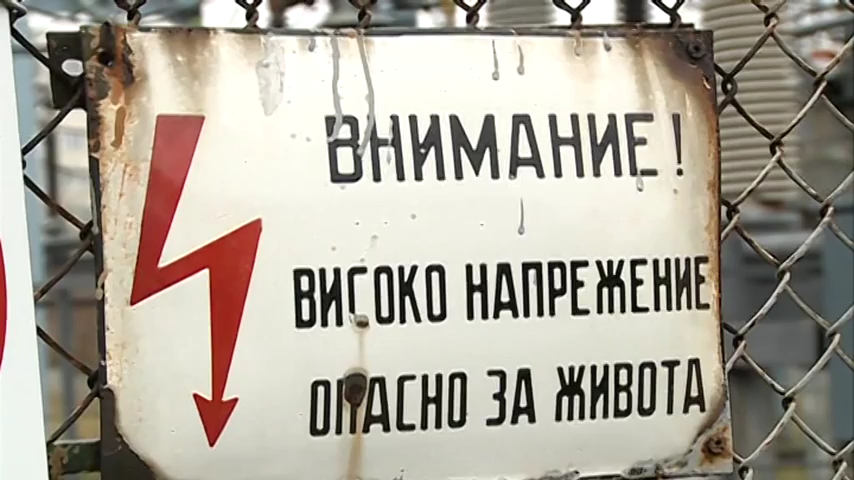 ВНИМАНИЕ!
ВИСОКО НАПРЕЖЕНИЕ
ОПАСНО ЗА ЖИВОТА